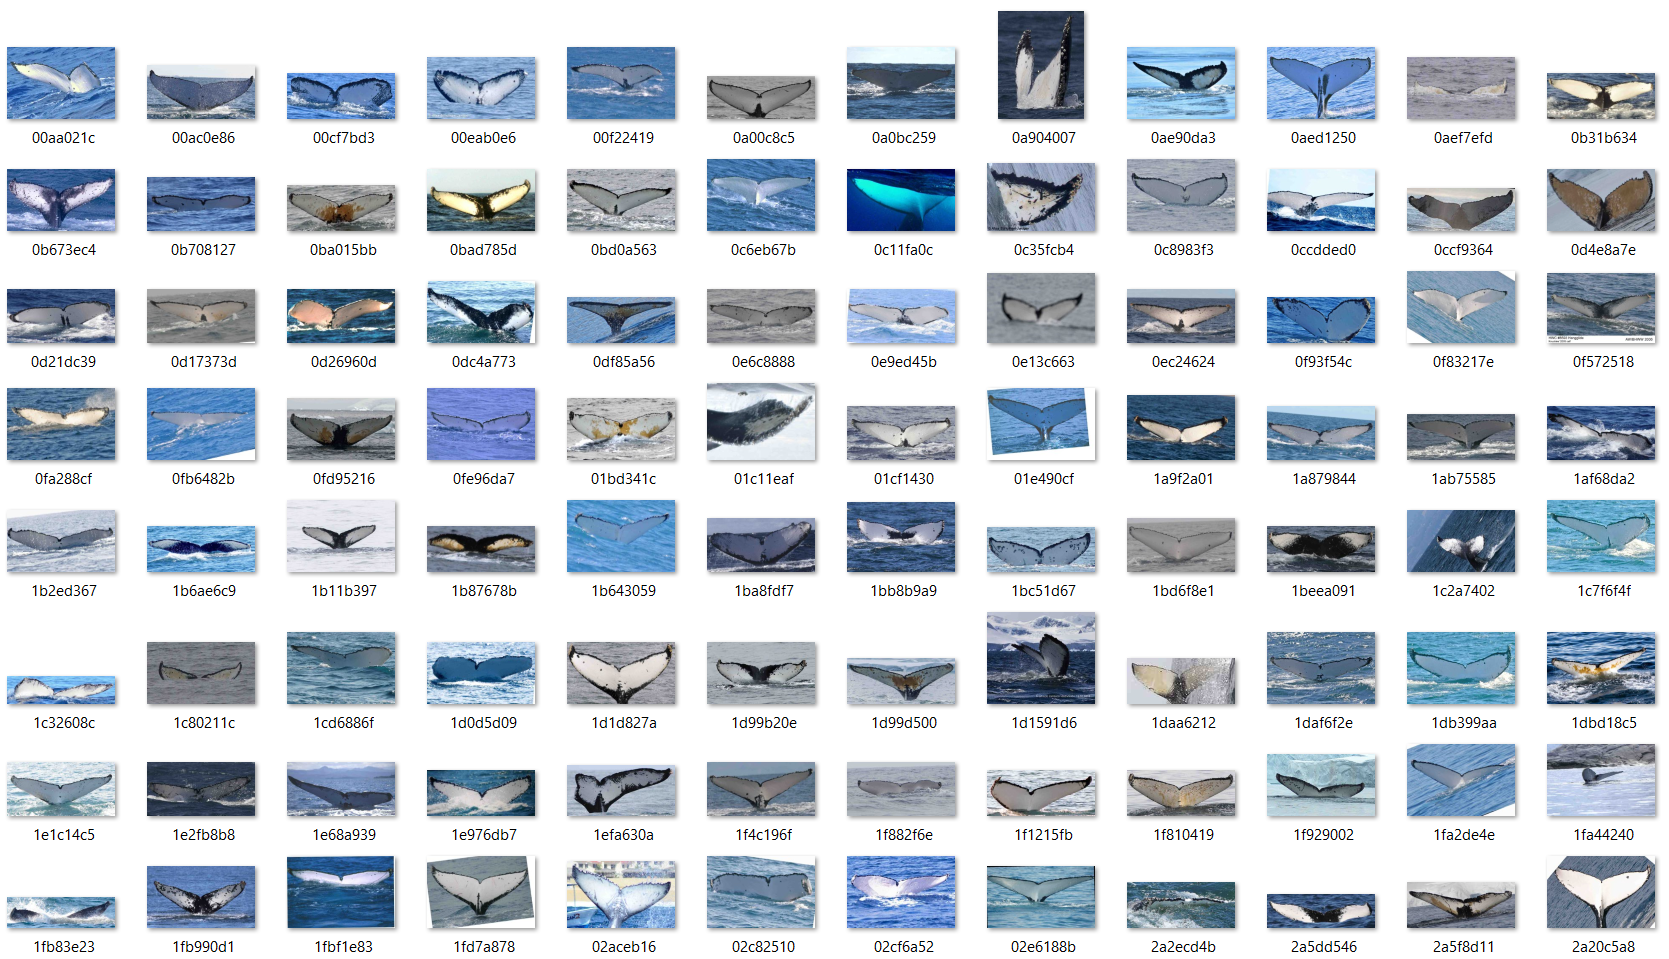 00aa021c 00ac0e86 00cf7bd3 00eab0e6 00f22419 0a00c8c5 0a0bc259 0a904007 0ae90da3 0aed1250 0aef7efd 0b31b634
0b673ec4 0b708127 0ba015bb 0bad785d 0bd0a563 0c6eb67b 0c11fa0c 0c35fcb4 0c8983f3 0ccdded0 0ccf9364 0d4e8a7e
0d21dc39 0d17373d 0d26960d 0dc4a773 0df85a56 0e6c8888 0e9ed45b 0e13c663 0ec24624 0f93f54c 0f83217e 0f572518
0fa288cf 0fb6482b 0fd95216 0fe96da7 01bd341c 01c11eaf 01cf1430 01e490cf 1a9f2a01 1a879844 1ab75585 1af68da2
1b2ed367 1b6ae6c9 1b11b397 1b87678b 1b643059 1ba8fdf7 1bb8b9a9 1bc51d67 1bd6f8e1 1beea091 1c2a7402 1c7f6f4f
1c32608c 1c80211c 1cd6886f 1d0d5d09 1d1d827a 1d99b20e 1d99d500 1d1591d6 1daa6212 1daf6f2e 1db399aa 1dbd18c5
1e1c14c5 1e2fb8b8 1e68a939 1e976db7 1efa630a 1f4c196f 1f882f6e 1f1215fb 1f810419 1f929002 1fa2de4e 1fa44240
1fb83e23 1fb990d1 1fbf1e83 1fd7a878 02aceb16 02c82510 02cf6a52 02e6188b 2a2ecd4b 2a5dd546 2a5f8d11 2a20c5a8